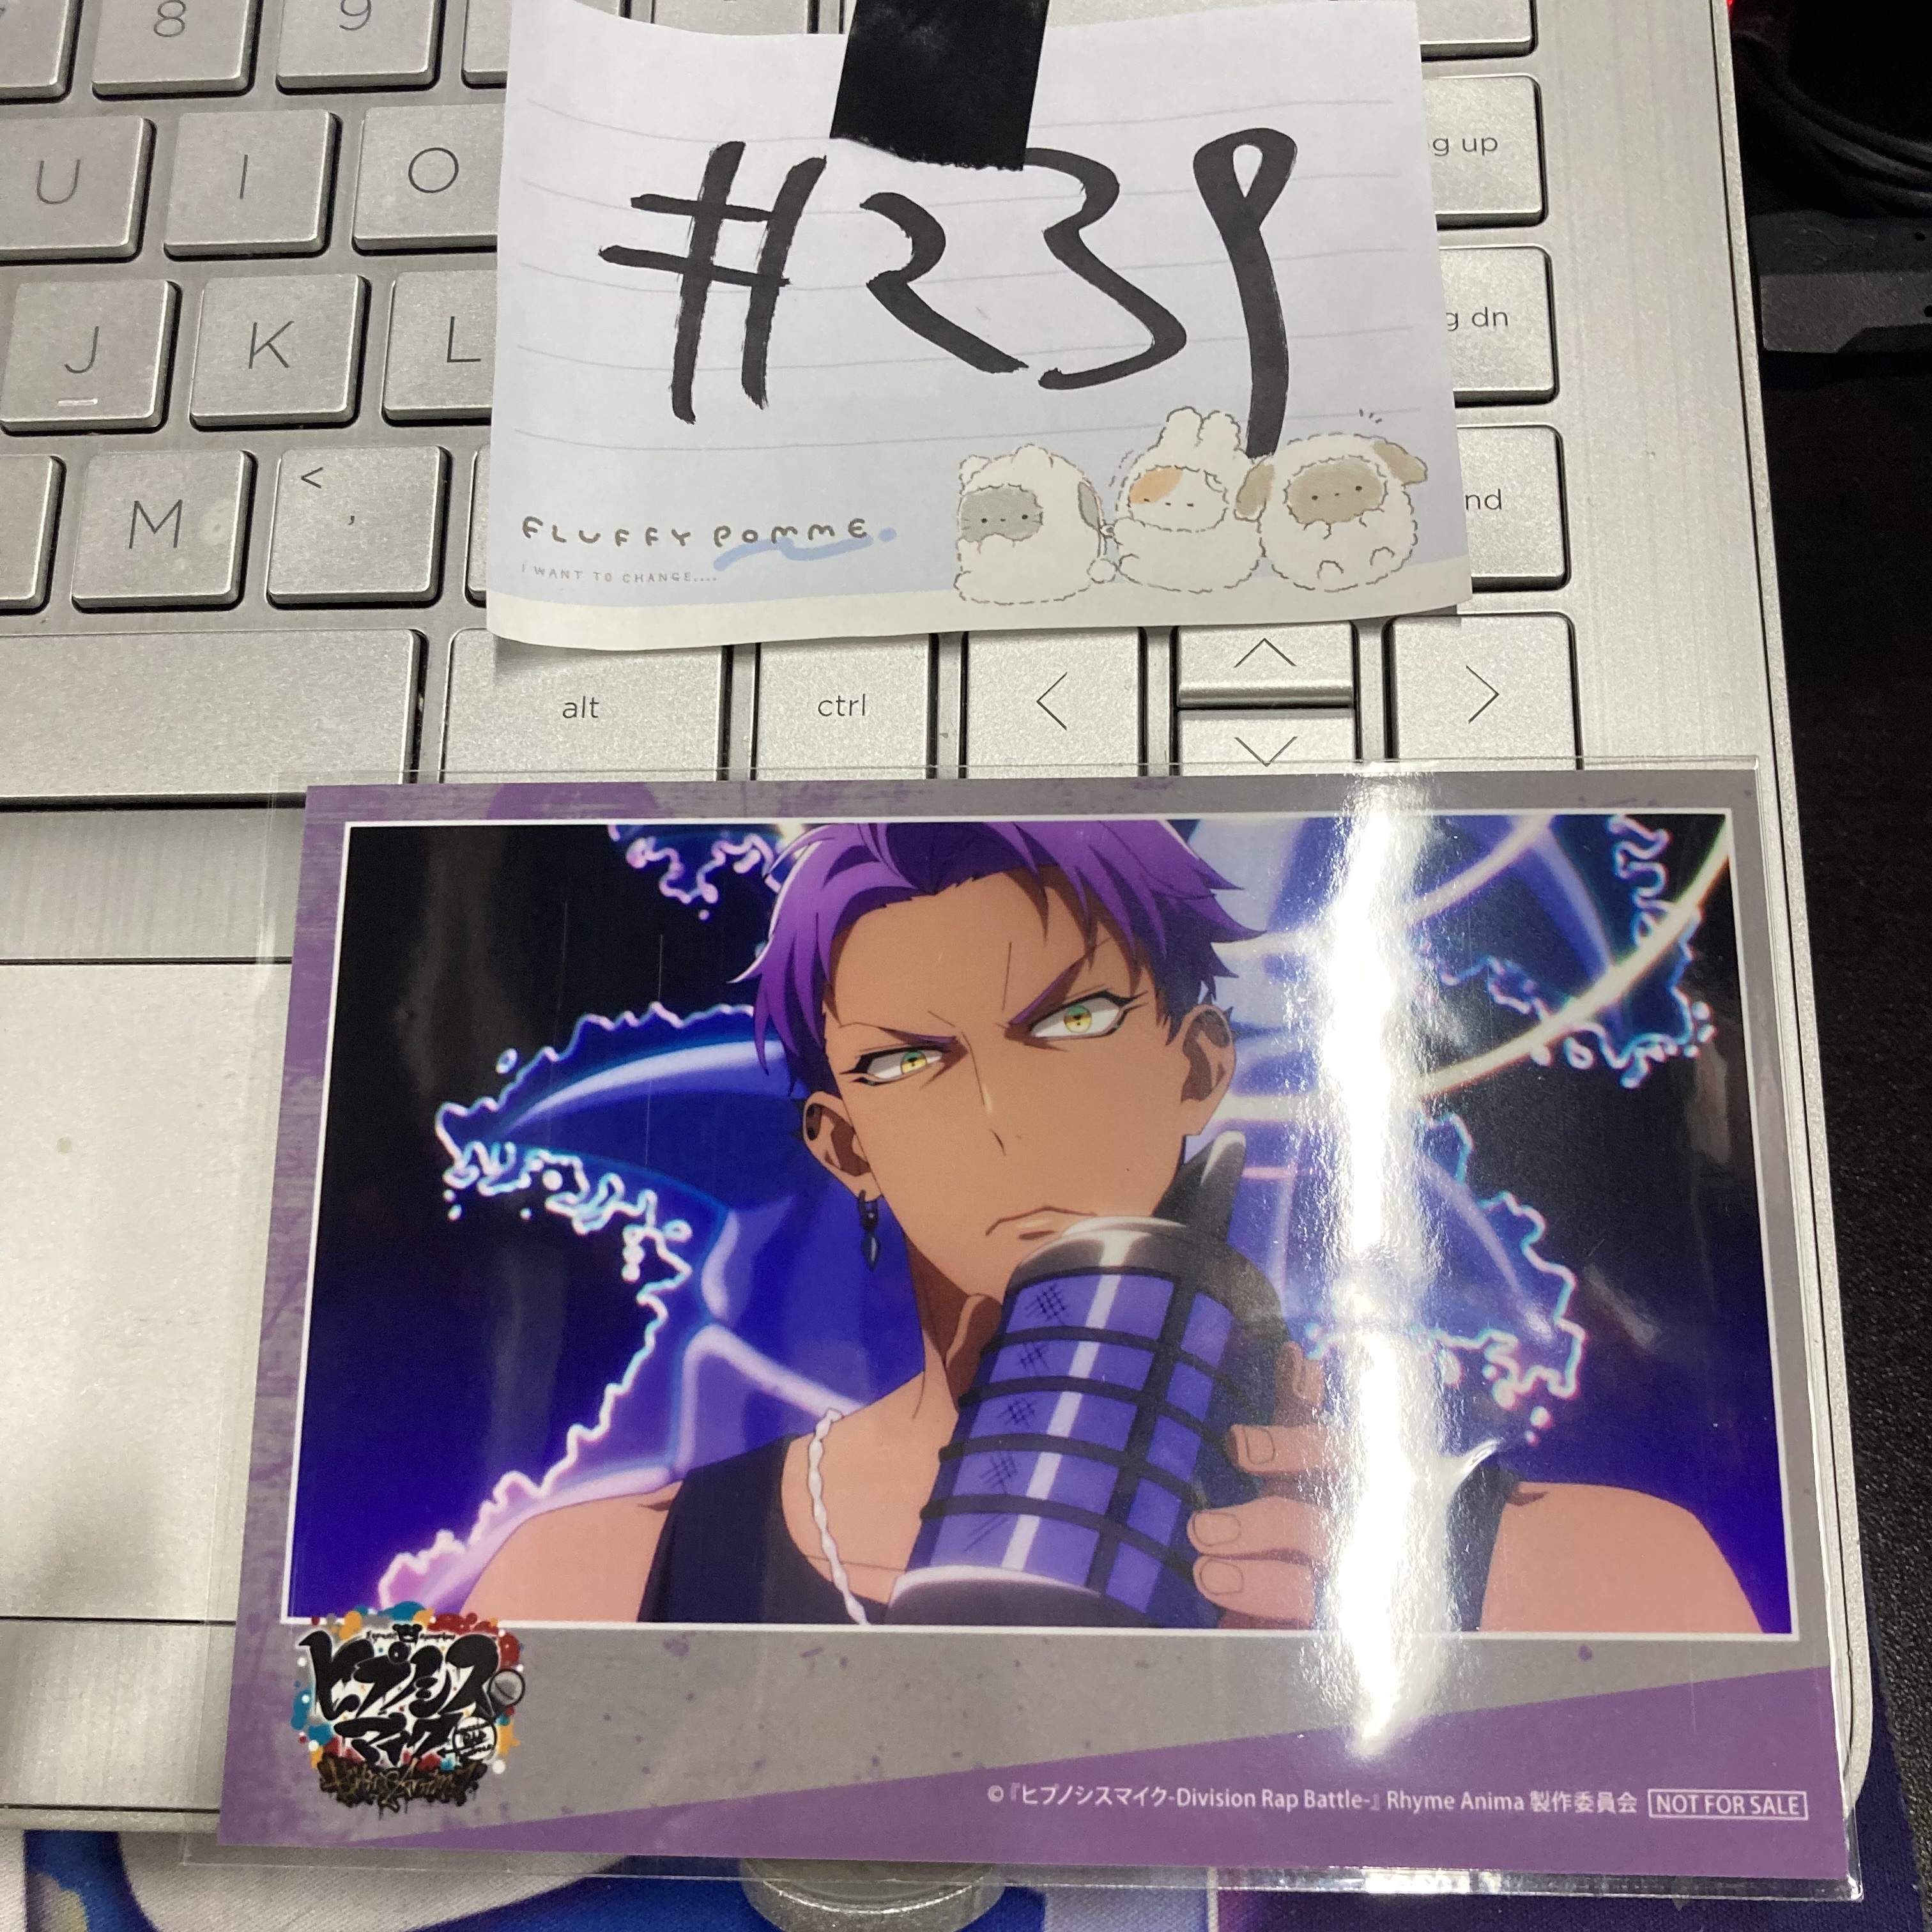 8 9
U I O
g up
#239
J K L
g dn
M < ,
nd
FLUFFY POMME
I WANT TO CHANGE....
alt ctrl < ^ >
ヒプノシス
マイク
© 『ヒプノシスマイク-Division Rap Battle-』 Rhyme Anima 製作委員会 NOT FOR SALE